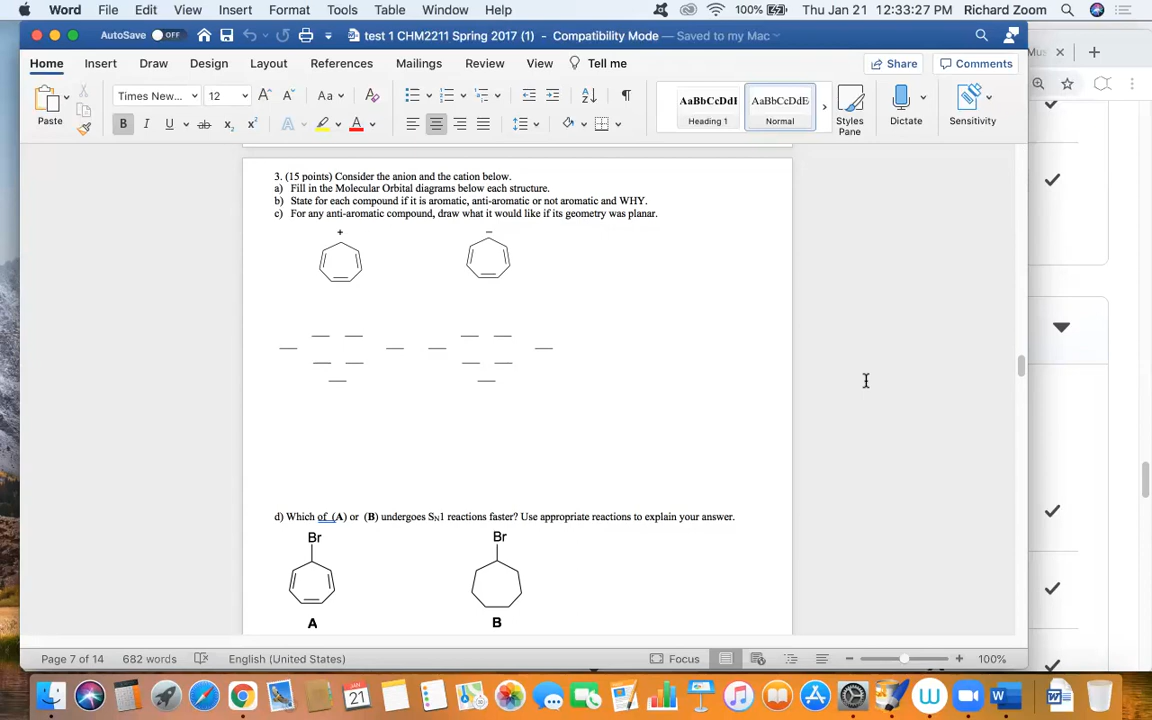 Word File Edit View Insert Format Tools Table Window Help 100% Thu Jan 21 12:33:27 Richard Zoom
AutoSave OFF test 1 CHM2211 Spring 2017 (1) - Compatibility Mode — Saved to my Mac
Home Insert Draw Design Layout References Mailings Review View Tell me Share Comments
Times New... 12 Aa AaBbCcDdE AaBbCcDdE
Paste B I U ab x2 x2 A A Heading 1 Normal Styles Pane Dictate Sensitivity
3. (15 points) Consider the anion and the cation below.
a) Fill in the Molecular Orbital diagrams below each structure.
b) State for each compound if it is aromatic, anti-aromatic or not aromatic and WHY.
c) For any anti-aromatic compound, draw what it would like if its geometry was planar.
+ –
d) Which of (A) or (B) undergoes SN1 reactions faster? Use appropriate reactions to explain your answer.
Br Br
A B
Page 7 of 14 682 words English (United States) Focus 100%
21